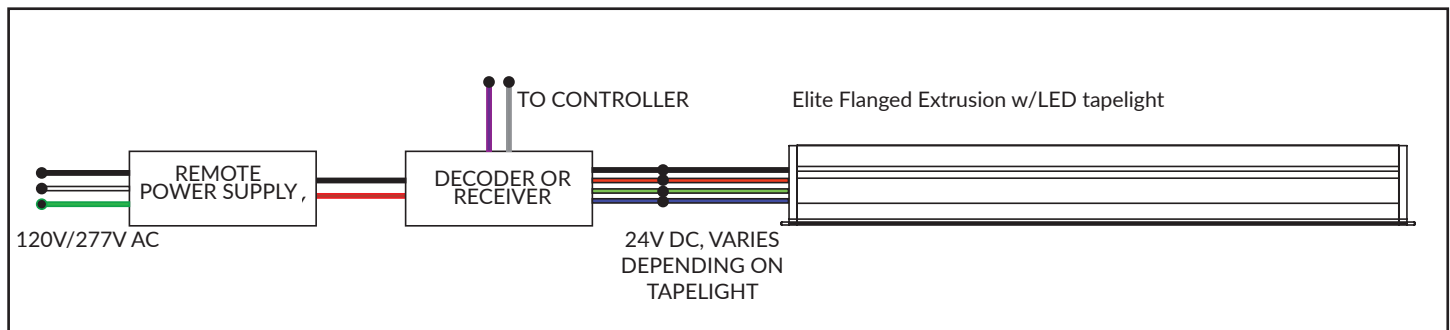 TO CONTROLLER
Elite Flanged Extrusion w/LED tapelight
REMOTE
POWER SUPPLY ,
DECODER OR
RECEIVER
120V/277V AC
24V DC, VARIES
DEPENDING ON
TAPELIGHT